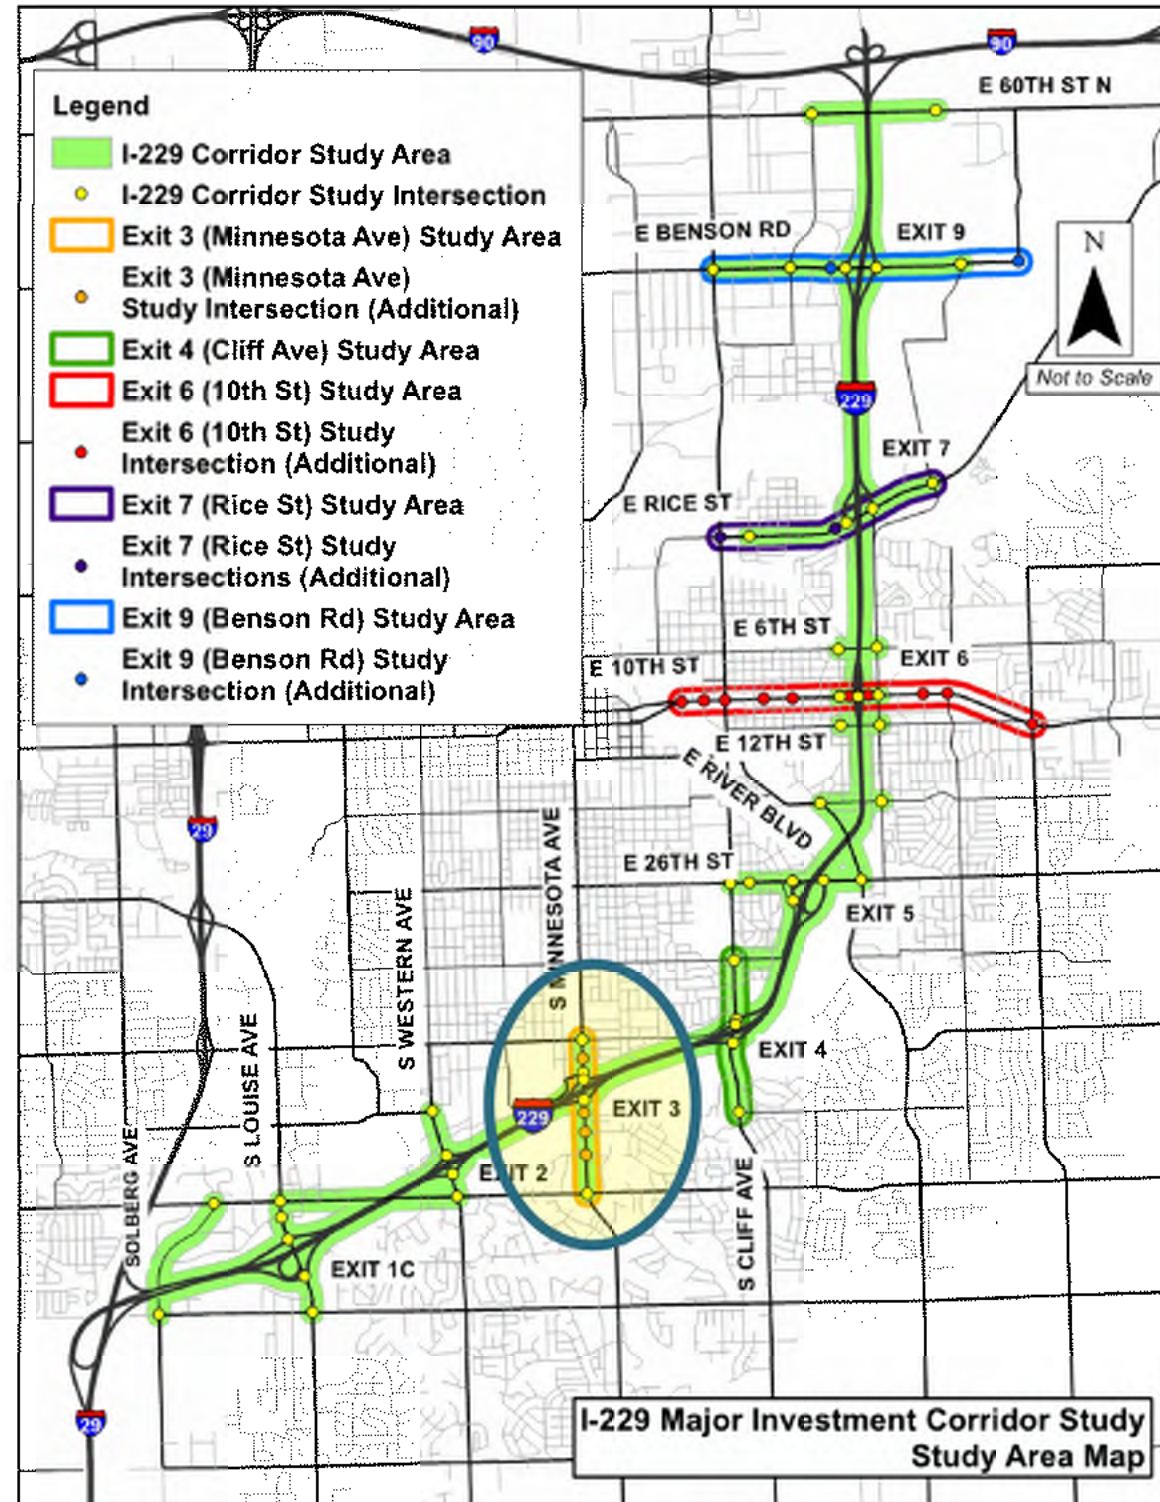 90
90
E 60TH ST N
Legend
I-229 Corridor Study Area
I-229 Corridor Study Intersection
Exit 3 (Minnesota Ave) Study Area
Exit 3 (Minnesota Ave)
Study Intersection (Additional)
Exit 4 (Cliff Ave) Study Area
Exit 6 (10th St) Study Area
Exit 6 (10th St) Study
Intersection (Additional)
Exit 7 (Rice St) Study Area
Exit 7 (Rice St) Study
Intersections (Additional)
Exit 9 (Benson Rd) Study Area
Exit 9 (Benson Rd) Study
Intersection (Additional)
E BENSON RD
EXIT 9
N
Not to Scale
229
EXIT 7
E RICE ST
E 6TH ST
EXIT 6
E 10TH ST
E 12TH ST
E RIVER BLVD
29
E 26TH ST
S MINNESOTA AVE
S WESTERN AVE
EXIT 5
S LOUISE AVE
EXIT 4
EXIT 3
229
EXIT 2
SOLBERG AVE
S CLIFF AVE
EXIT 1C
29
I-229 Major Investment Corridor Study
Study Area Map